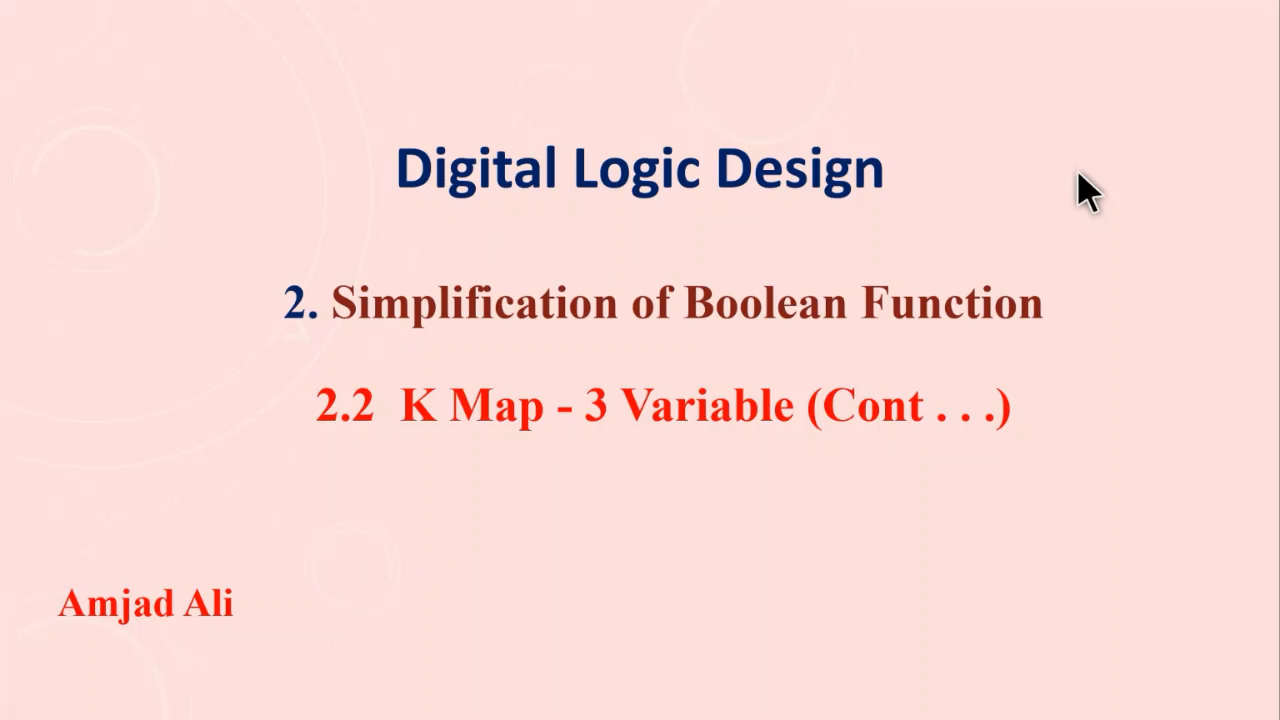 Digital Logic Design
2. Simplification of Boolean Function
2.2 K Map - 3 Variable (Cont . . .)
Amjad Ali